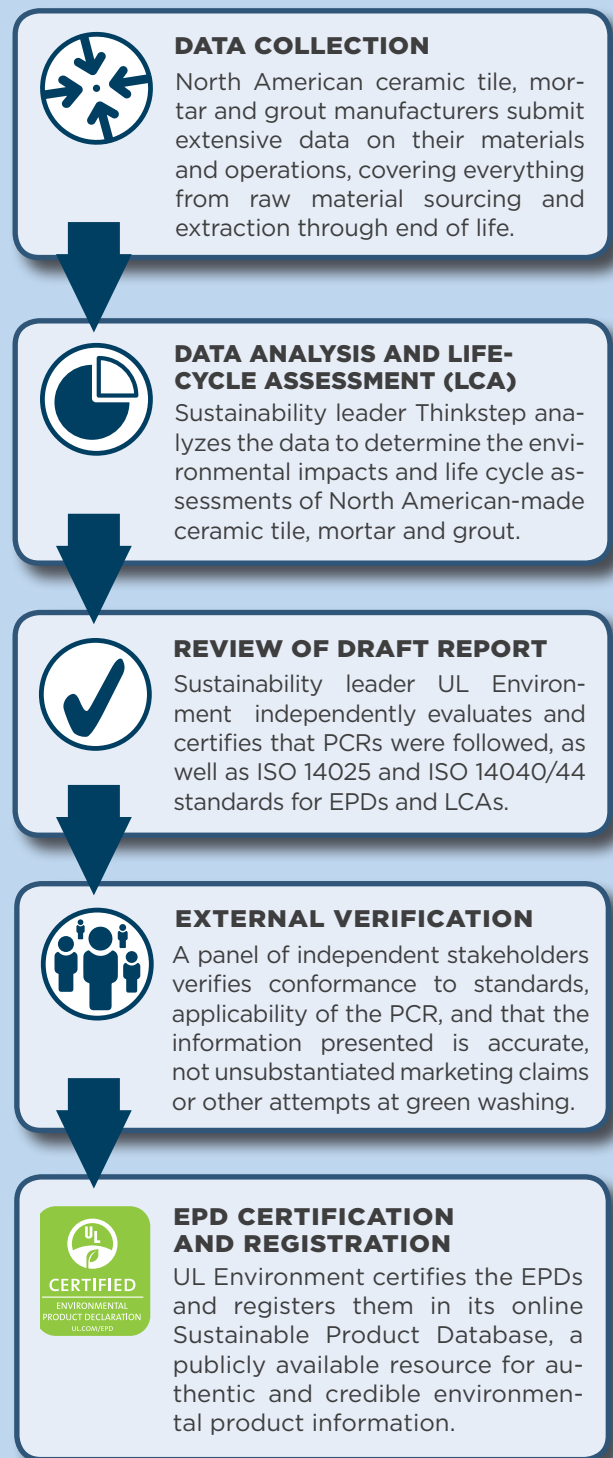 DATA COLLECTION
North American ceramic tile, mor-
tar and grout manufacturers submit
extensive data on their materials
and operations, covering everything
from raw material sourcing and
extraction through end of life.
DATA ANALYSIS AND LIFE-
CYCLE ASSESSMENT (LCA)
Sustainability leader Thinkstep ana-
lyzes the data to determine the envi-
ronmental impacts and life cycle as-
sessments of North American-made
ceramic tile, mortar and grout.
REVIEW OF DRAFT REPORT
Sustainability leader UL Environ-
ment independently evaluates and
certifies that PCRs were followed, as
well as ISO 14025 and ISO 14040/44
standards for EPDs and LCAs.
EXTERNAL VERIFICATION
A panel of independent stakeholders
verifies conformance to standards,
applicability of the PCR, and that the
information presented is accurate,
not unsubstantiated marketing claims
or other attempts at green washing.
UL
CERTIFIED
ENVIRONMENTAL
PRODUCT DECLARATION
UL.COM/EPD
EPD CERTIFICATION
AND REGISTRATION
UL Environment certifies the EPDs
and registers them in its online
Sustainable Product Database, a
publicly available resource for au-
thentic and credible environmen-
tal product information.